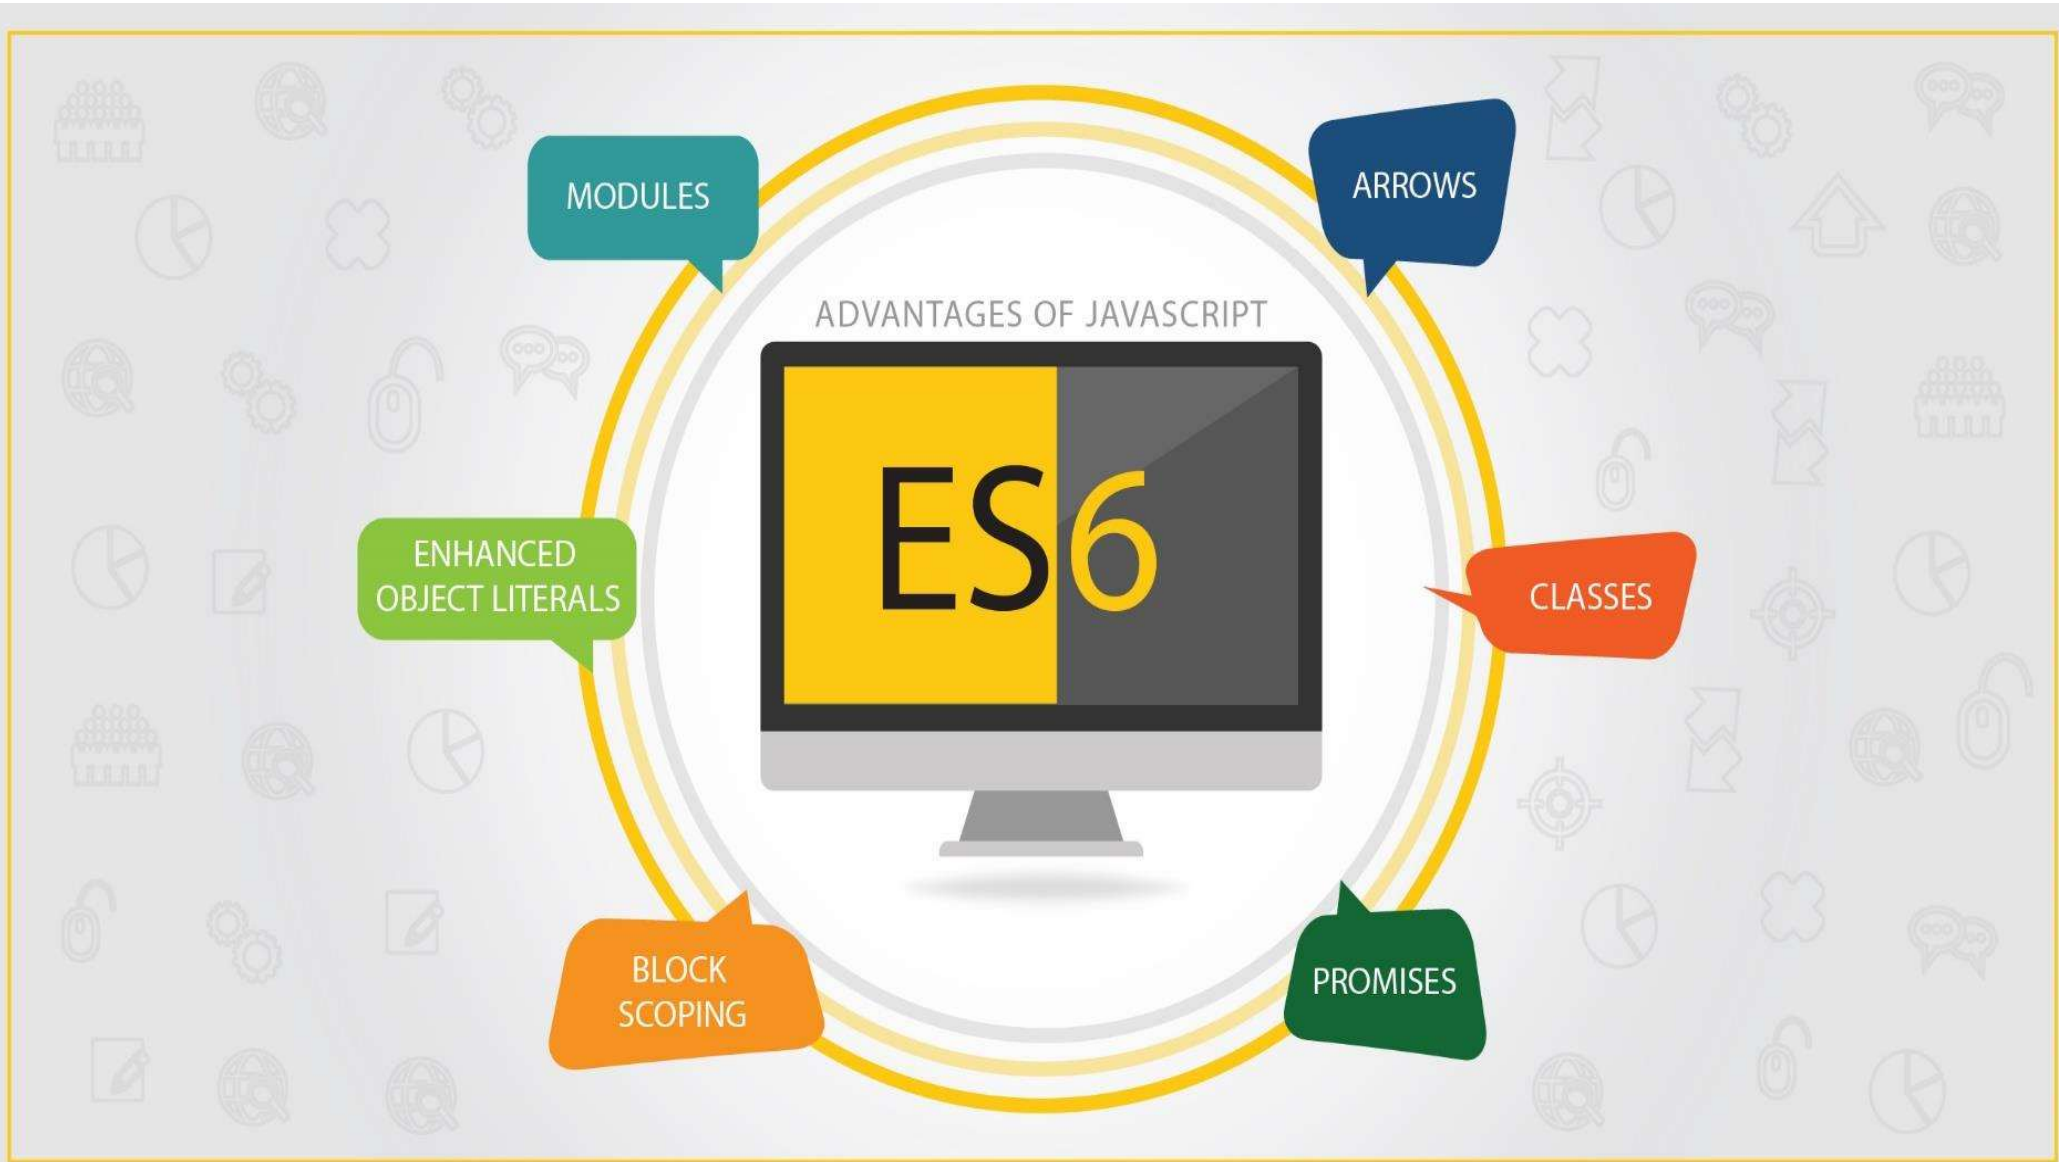 MODULES
ARROWS
ADVANTAGES OF JAVASCRIPT
ES6
ENHANCED
OBJECT LITERALS
CLASSES
BLOCK
SCOPING
PROMISES